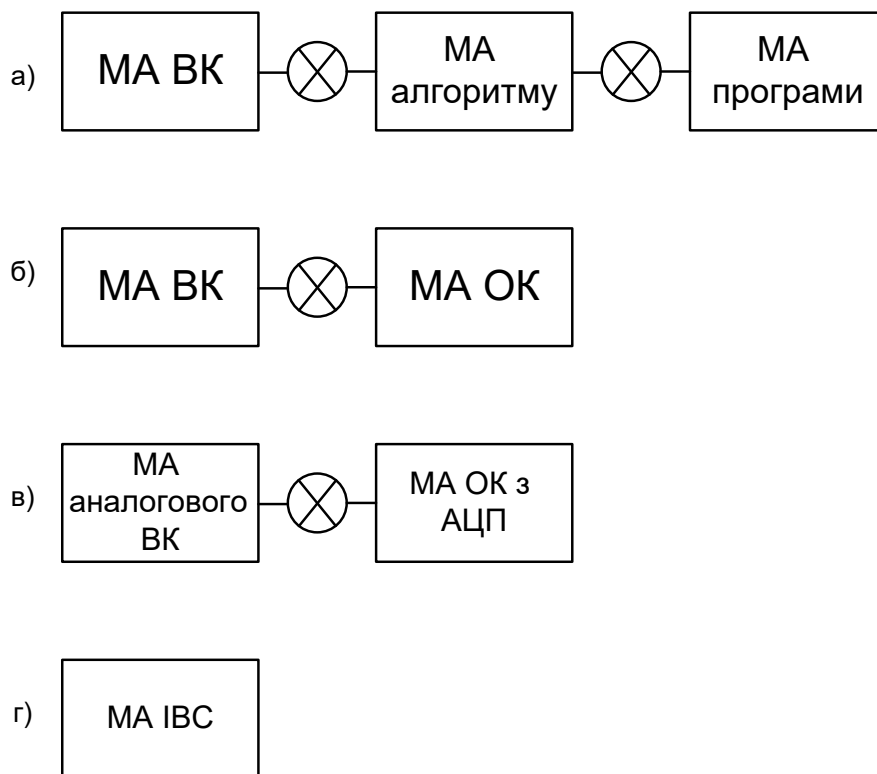 а)
МА ВК
МА
алгоритму
МА
програми
б)
МА ВК
МА ОК
в)
МА
аналогового
ВК
МА ОК з
АЦП
г)
МА ІВС